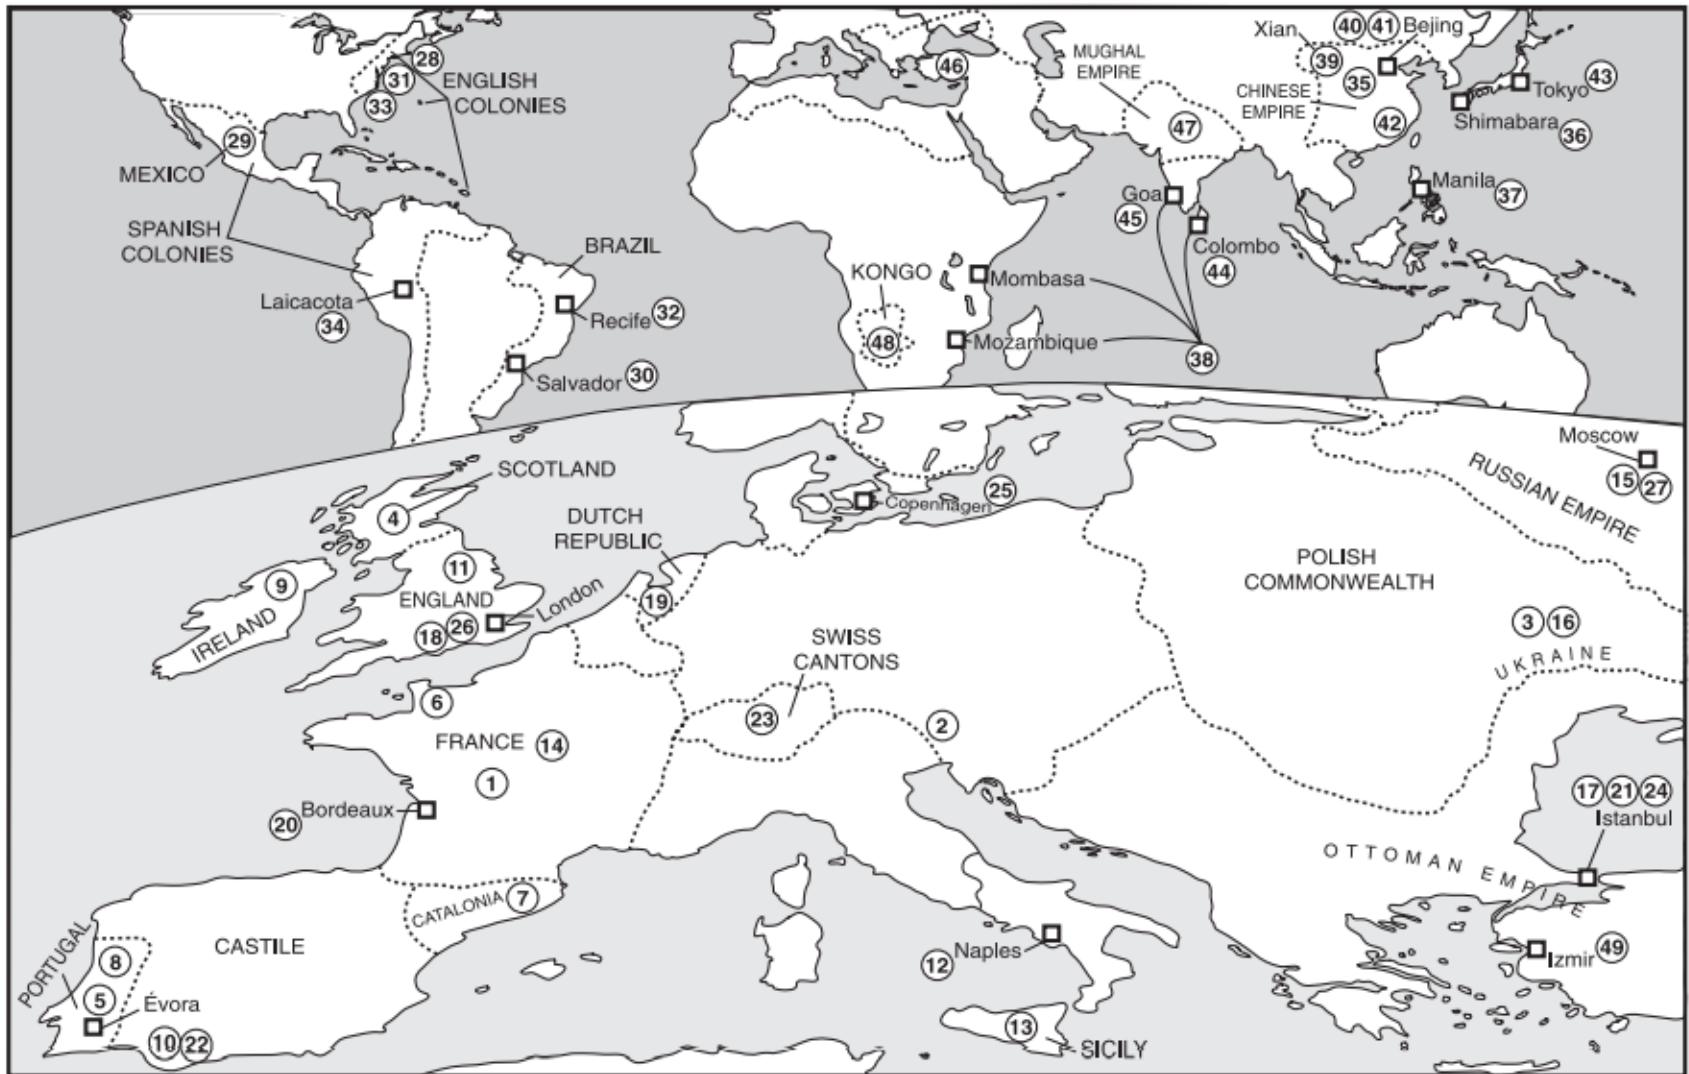 Xian
40 41 Bejing
28
ENGLISH
COLONIES
31
33
46
MUGHAL
EMPIRE
39
35
CHINESE
EMPIRE
43
Tokyo
42
Shimabara
36
29
MEXICO
47
Manila
37
Goa
45
SPANISH
COLONIES
BRAZIL
Colombo
44
KONGO
Mombasa
Laicacota
34
Recife 32
48
Mozambique
38
Salvador 30
Moscow
15 27
RUSSIAN EMPIRE
SCOTLAND
4
25
Copenhagen
DUTCH
REPUBLIC
POLISH
COMMONWEALTH
11
9
ENGLAND
London
19
IRELAND
18 26
3 16
UKRAINE
SWISS
CANTONS
6
23
2
FRANCE 14
1
17 21 24
Istanbul
Bordeaux
20
OTTOMAN EMPIRE
CATALONIA 7
PORTUGAL
CASTILE
8
Naples
12
Izmir 49
5
Évora
10 22
13
SICILY